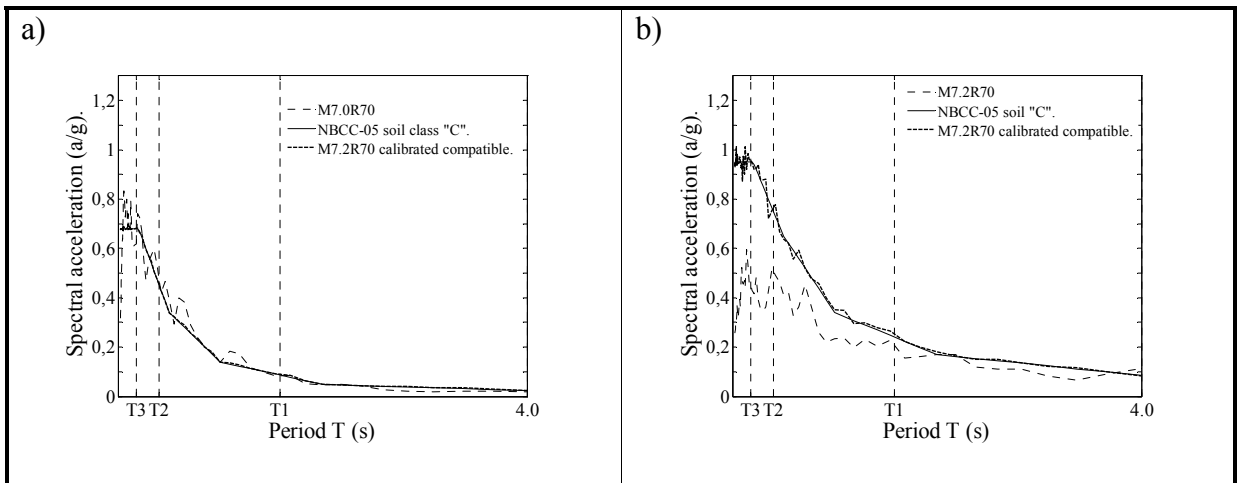 a)
1,2
1
0,8
0,6
0,4
0,2
0
Spectral acceleration (a/g).
M7.0R70
NBCC-05 soil class "C".
M7.2R70 calibrated compatible.
T3 T2 T1 4.0
Period T (s)
b)
1,2
1
0,8
0,6
0,4
0,2
0
Spectral acceleration (a/g).
M7.2R70
NBCC-05 soil "C".
M7.2R70 calibrated compatible.
T3 T2 T1 4.0
Period T (s)